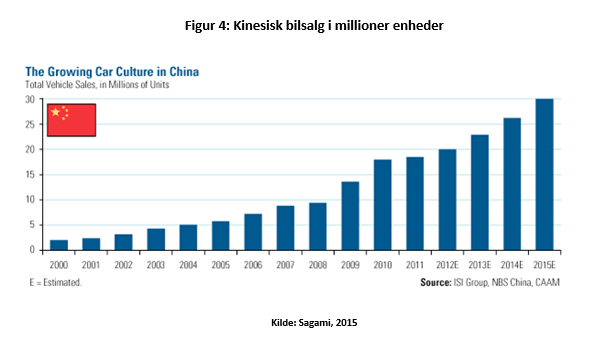 Figur 4: Kinesisk bilsalg i millioner enheder
The Growing Car Culture in China
Total Vehicle Sales, in Millions of Units
30
25
20
15
10
5
0
2000 2001 2002 2003 2004 2005 2006 2007 2008 2009 2010 2011 2012E 2013E 2014E 2015E
E = Estimated. Source: ISI Group, NBS China, CAAM
Kilde: Sagami, 2015